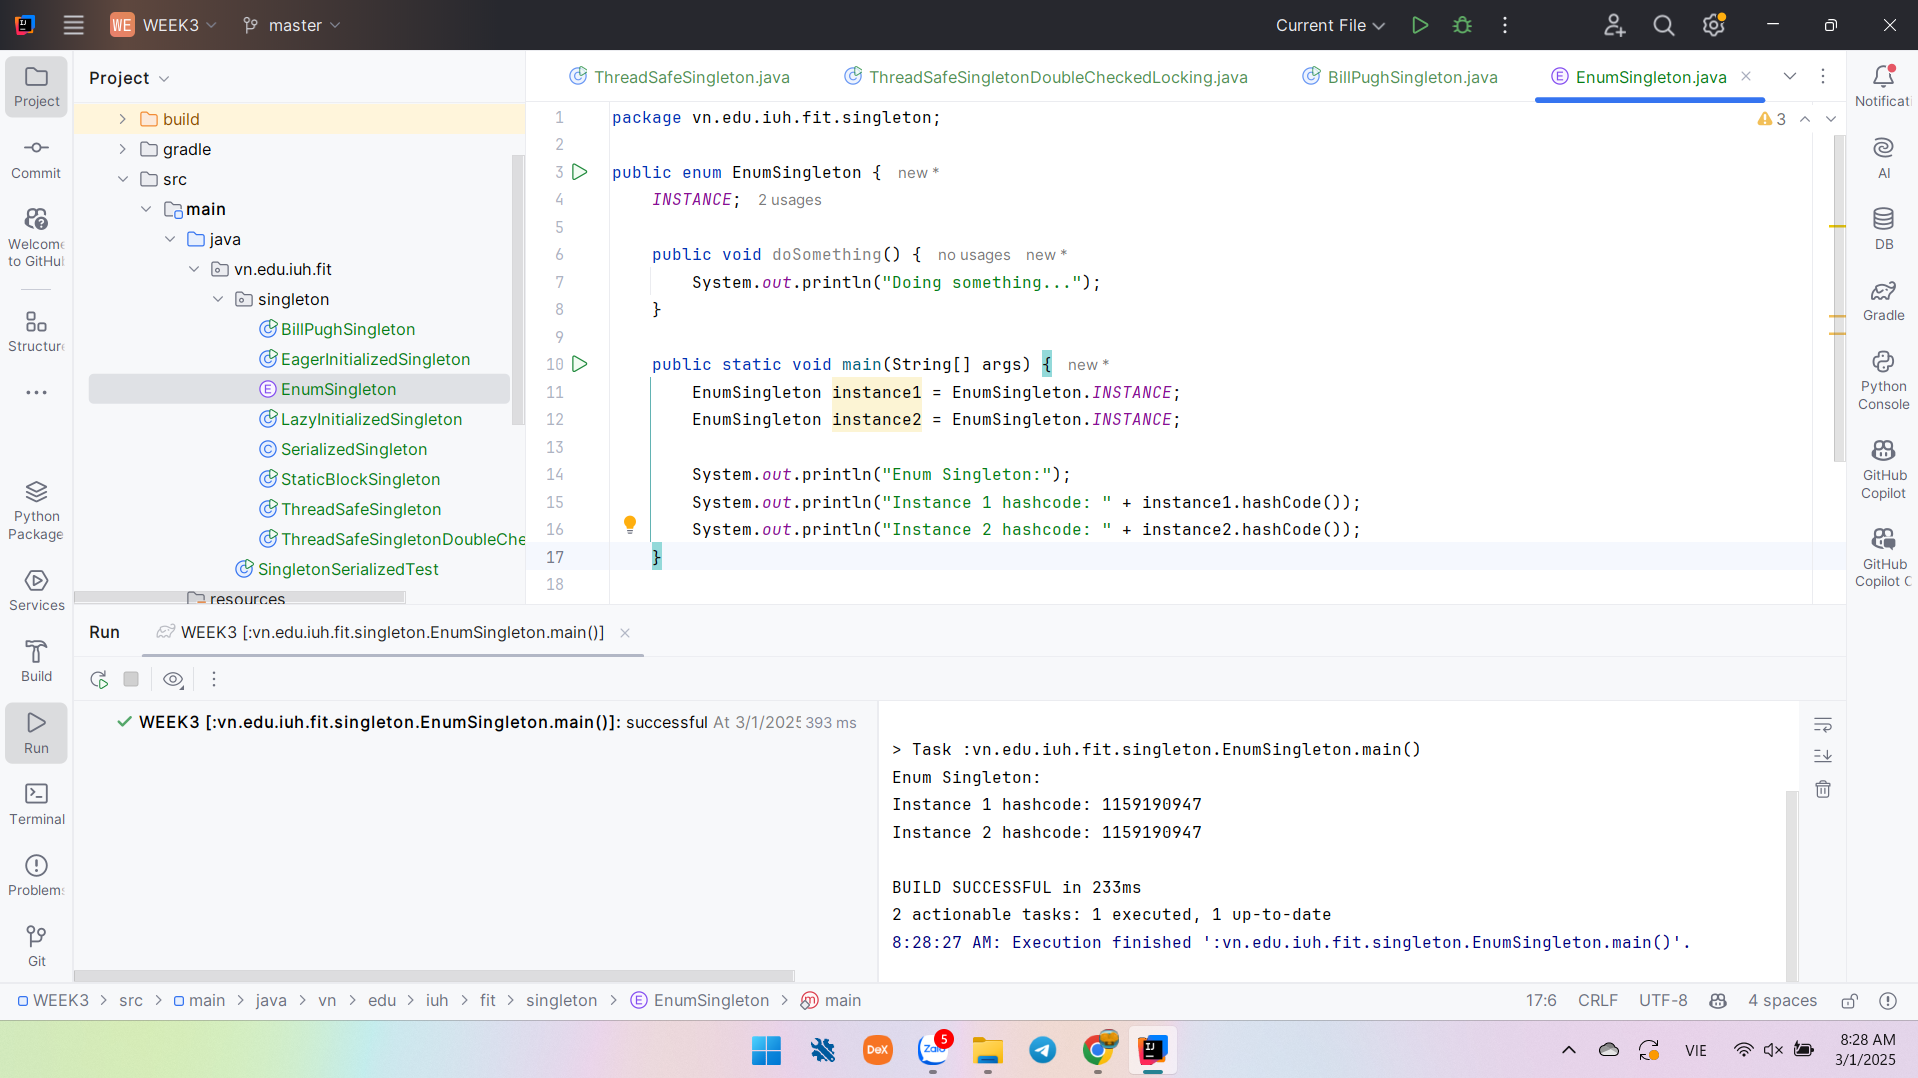 WE WEEK3 master Current File
Project
Commit
Welcome
to GitHu
Structure
Python
Package
Services
Build
Run
Terminal
Problems
Git
Project
build
gradle
src
main
java
vn.edu.iuh.fit
singleton
BillPughSingleton
EagerInitializedSingleton
EnumSingleton
LazyInitializedSingleton
SerializedSingleton
StaticBlockSingleton
ThreadSafeSingleton
ThreadSafeSingletonDoubleChe
SingletonSerializedTest
resources
ThreadSafeSingleton.java ThreadSafeSingletonDoubleCheckedLocking.java BillPughSingleton.java EnumSingleton.java
3
1 package vn.edu.iuh.fit.singleton;
2
3 public enum EnumSingleton { new *
4 INSTANCE; 2 usages
5
6 public void doSomething() { no usages new *
7 System.out.println("Doing something...");
8 }
9
10 public static void main(String[] args) { new *
11 EnumSingleton instance1 = EnumSingleton.INSTANCE;
12 EnumSingleton instance2 = EnumSingleton.INSTANCE;
13
14 System.out.println("Enum Singleton:");
15 System.out.println("Instance 1 hashcode: " + instance1.hashCode());
16 System.out.println("Instance 2 hashcode: " + instance2.hashCode());
17 }
18
Notificati
AI
DB
Gradle
Python
Console
GitHub
Copilot
GitHub
Copilot C
Run WEEK3 [:vn.edu.iuh.fit.singleton.EnumSingleton.main()]
WEEK3 [:vn.edu.iuh.fit.singleton.EnumSingleton.main()]: successful At 3/1/2025 393 ms
> Task :vn.edu.iuh.fit.singleton.EnumSingleton.main()
Enum Singleton:
Instance 1 hashcode: 1159190947
Instance 2 hashcode: 1159190947
BUILD SUCCESSFUL in 233ms
2 actionable tasks: 1 executed, 1 up-to-date
8:28:27 AM: Execution finished ':vn.edu.iuh.fit.singleton.EnumSingleton.main()'.
WEEK3 > src > main > java > vn > edu > iuh > fit > singleton > EnumSingleton > main 17:6 CRLF UTF-8 4 spaces
DeX Zalo 5 VIE 8:28 AM
3/1/2025